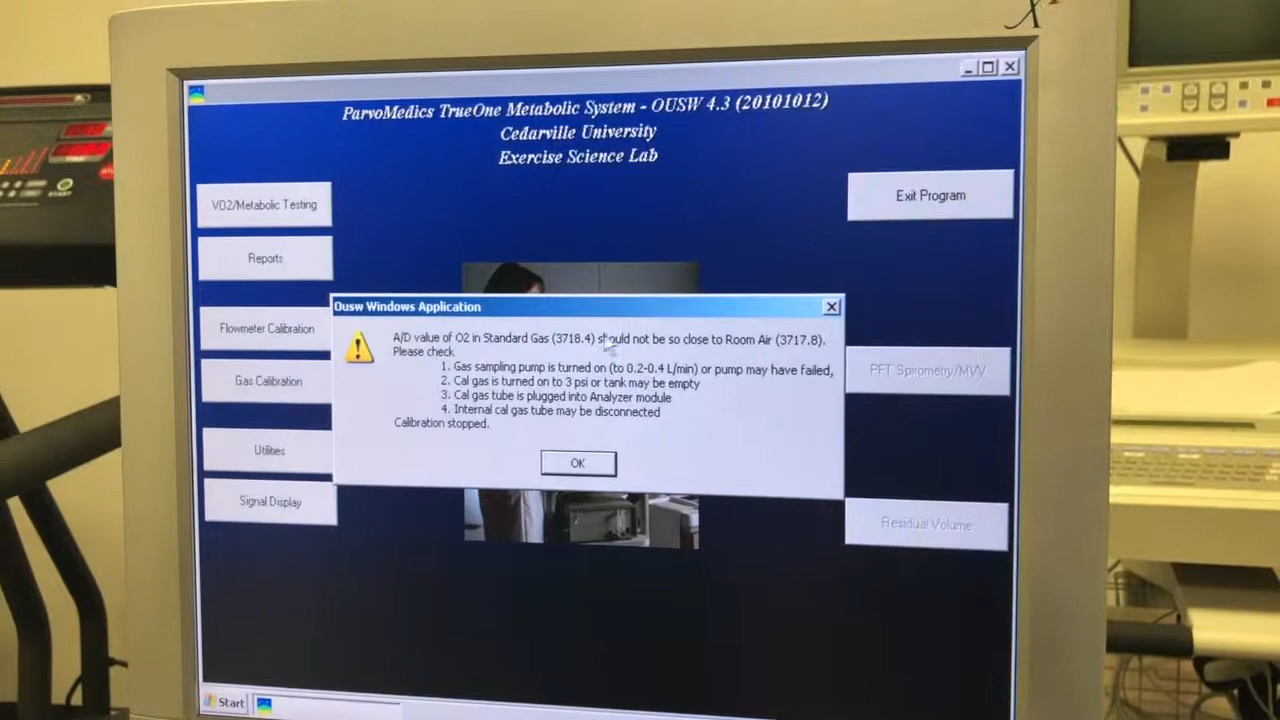 ParvoMedics TrueOne Metabolic System - OUSW 4.3 (20101012)
Cedarville University
Exercise Science Lab
VO2/Metabolic Testing
Exit Program
Reports
Ousw Windows Application
Flowmeter Calibration
A/D value of O2 in Standard Gas (3718.4) should not be so close to Room Air (3717.8).
Please check
1. Gas sampling pump is turned on (to 0.2-0.4 L/min) or pump may have failed,
2. Cal gas is turned on to 3 psi or tank may be empty
3. Cal gas tube is plugged into Analyzer module
4. Internal cal gas tube may be disconnected
Calibration stopped.
Gas Calibration
PFT Spirometry/MVV
OK
Utilities
Signal Display
Residual Volume
Start
START